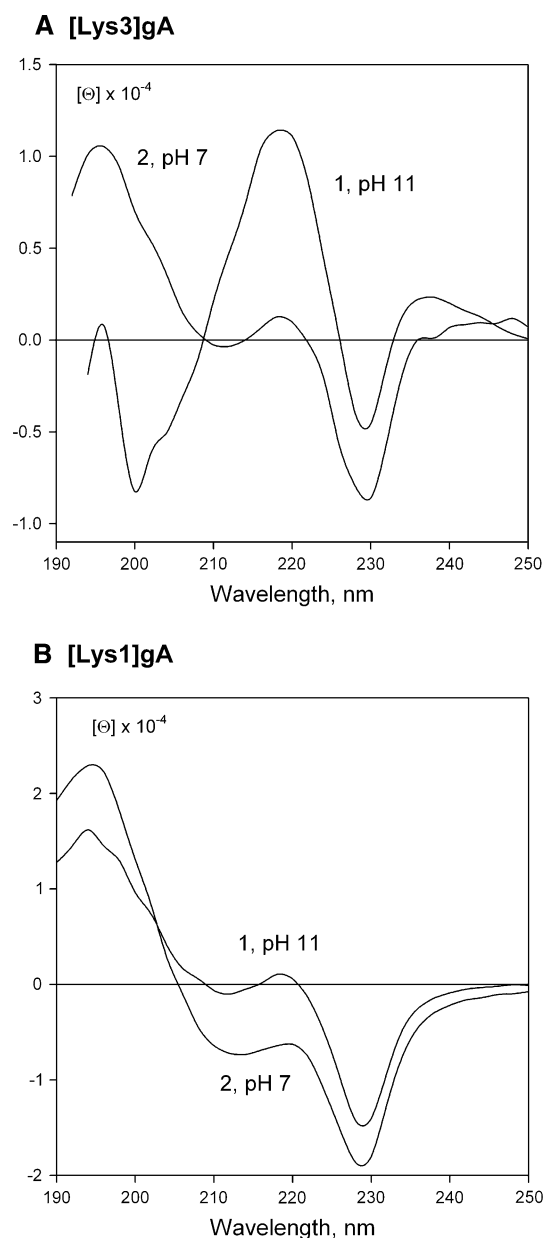 A [Lys3]gA
1.5
[Θ] x 10-4
1.0
2, pH 7
1, pH 11
0.5
0.0
-0.5
-1.0
190 200 210 220 230 240 250
Wavelength, nm
B [Lys1]gA
3
[Θ] x 10-4
2
1
1, pH 11
0
2, pH 7
-1
-2
190 200 210 220 230 240 250
Wavelength, nm